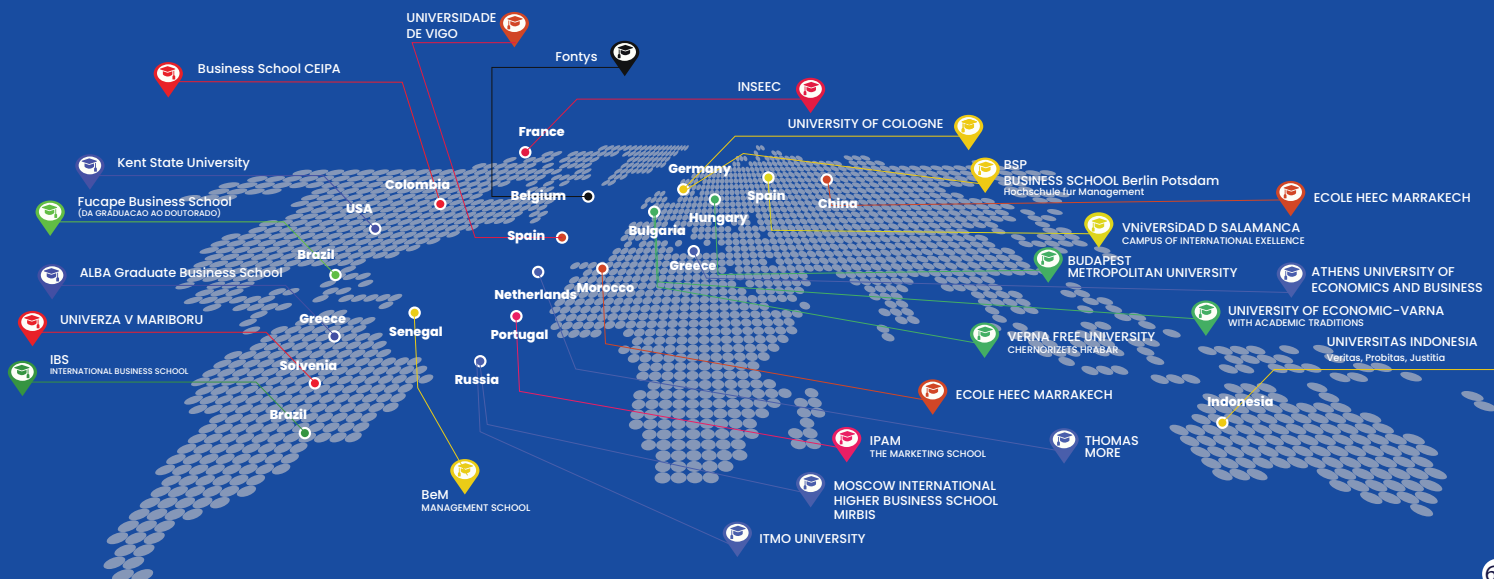 UNIVERSIDADE
DE VIGO
Fontys
Business School CEIPA
INSEEC
UNIVERSITY OF COLOGNE
France
Kent State University
Germany
BSP
BUSINESS SCHOOL Berlin Potsdam
Hochschule fur Management
Colombia
Belgium
Spain
China
ECOLE HEEC MARRAKECH
Fucape Business School
(DA GRADUACAO AO DOUTORADO)
USA
Hungary
Bulgaria
VNiVERSiDAD D SALAMANCA
CAMPUS OF INTERNATIONAL EXELLENCE
Spain
Brazil
Greece
BUDAPEST
METROPOLITAN UNIVERSITY
ALBA Graduate Business School
ATHENS UNIVERSITY OF
ECONOMICS AND BUSINESS
Netherlands
Morocco
UNIVERZA V MARIBORU
Greece
Senegal
Portugal
UNIVERSITY OF ECONOMIC-VARNA
WITH ACADEMIC TRADITIONS
VERNA FREE UNIVERSITY
CHERNORIZETS HRABAR
UNIVERSITAS INDONESIA
Veritas, Probitas, Justitia
IBS
INTERNATIONAL BUSINESS SCHOOL
Solvenia
Russia
ECOLE HEEC MARRAKECH
Indonesia
Brazil
IPAM
THE MARKETING SCHOOL
THOMAS
MORE
BeM
MANAGEMENT SCHOOL
MOSCOW INTERNATIONAL
HIGHER BUSINESS SCHOOL
MIRBIS
ITMO UNIVERSITY